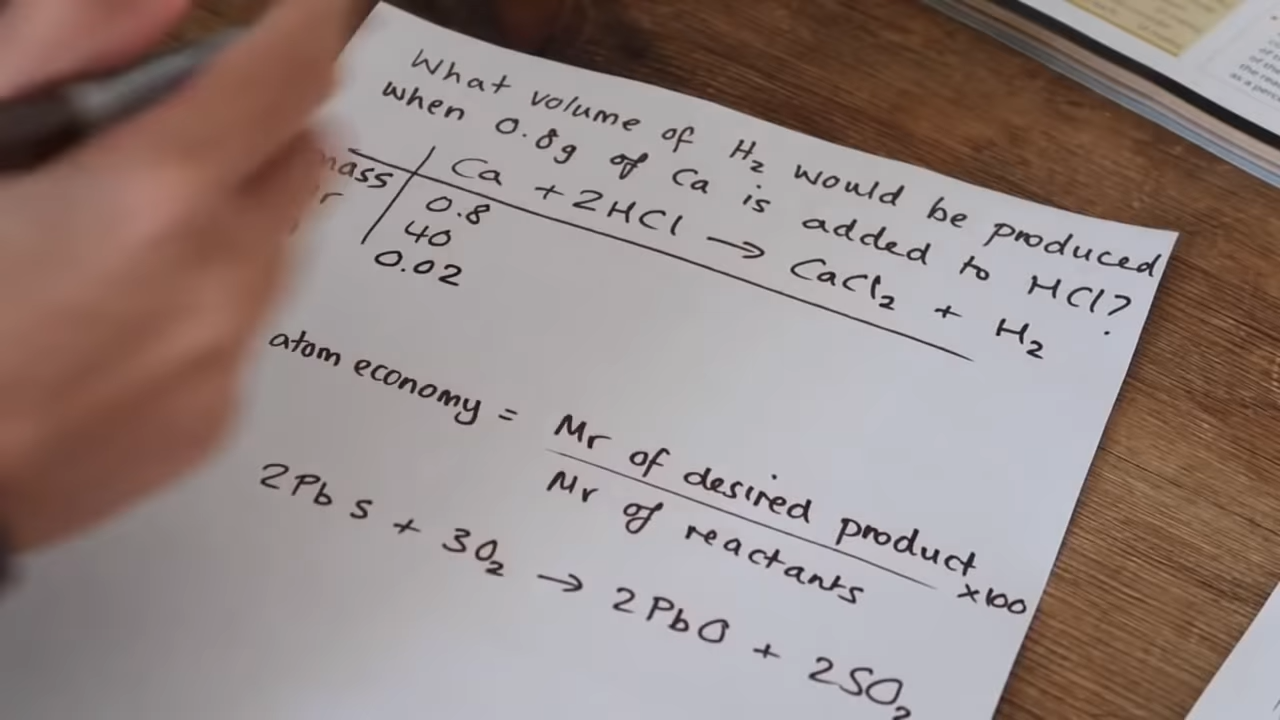 What volume of H₂ would be produced
when 0.8g of Ca is added to HCl?
Ca + 2HCl → CaCl₂ + H₂
mass 0.8
40
0.02
atom economy = Mr of desired product
Mr of reactants ×100
2PbS + 3O₂ → 2PbO + 2SO₂